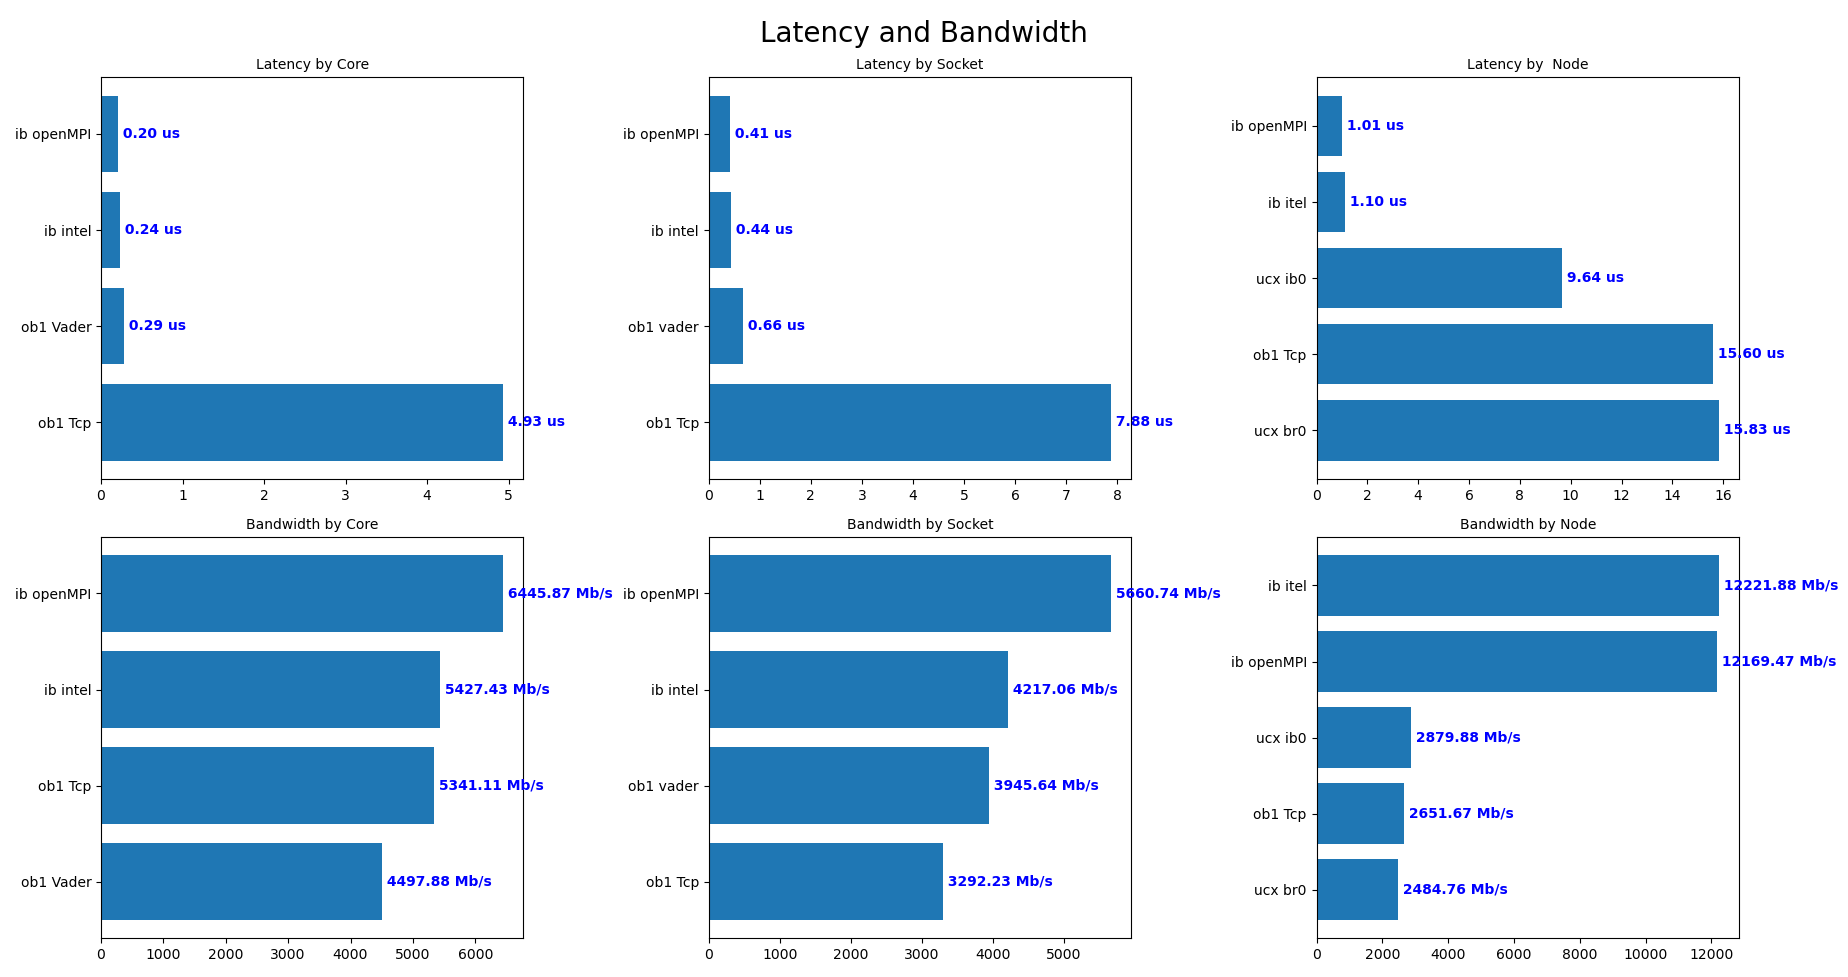 Latency and Bandwidth
Latency by Core
ib openMPI
0.20 us
ib intel
0.24 us
ob1 Vader
0.29 us
ob1 Tcp
4.93 us
0 1 2 3 4 5
Latency by Socket
ib openMPI
0.41 us
ib intel
0.44 us
ob1 vader
0.66 us
ob1 Tcp
7.88 us
0 1 2 3 4 5 6 7 8
Latency by  Node
ib openMPI
1.01 us
ib itel
1.10 us
ucx ib0
9.64 us
ob1 Tcp
15.60 us
ucx br0
15.83 us
0 2 4 6 8 10 12 14 16
Bandwidth by Core
ib openMPI
6445.87 Mb/s
ib intel
5427.43 Mb/s
ob1 Tcp
5341.11 Mb/s
ob1 Vader
4497.88 Mb/s
0 1000 2000 3000 4000 5000 6000
Bandwidth by Socket
ib openMPI
5660.74 Mb/s
ib intel
4217.06 Mb/s
ob1 vader
3945.64 Mb/s
ob1 Tcp
3292.23 Mb/s
0 1000 2000 3000 4000 5000
Bandwidth by Node
ib itel
12221.88 Mb/s
ib openMPI
12169.47 Mb/s
ucx ib0
2879.88 Mb/s
ob1 Tcp
2651.67 Mb/s
ucx br0
2484.76 Mb/s
0 2000 4000 6000 8000 10000 12000